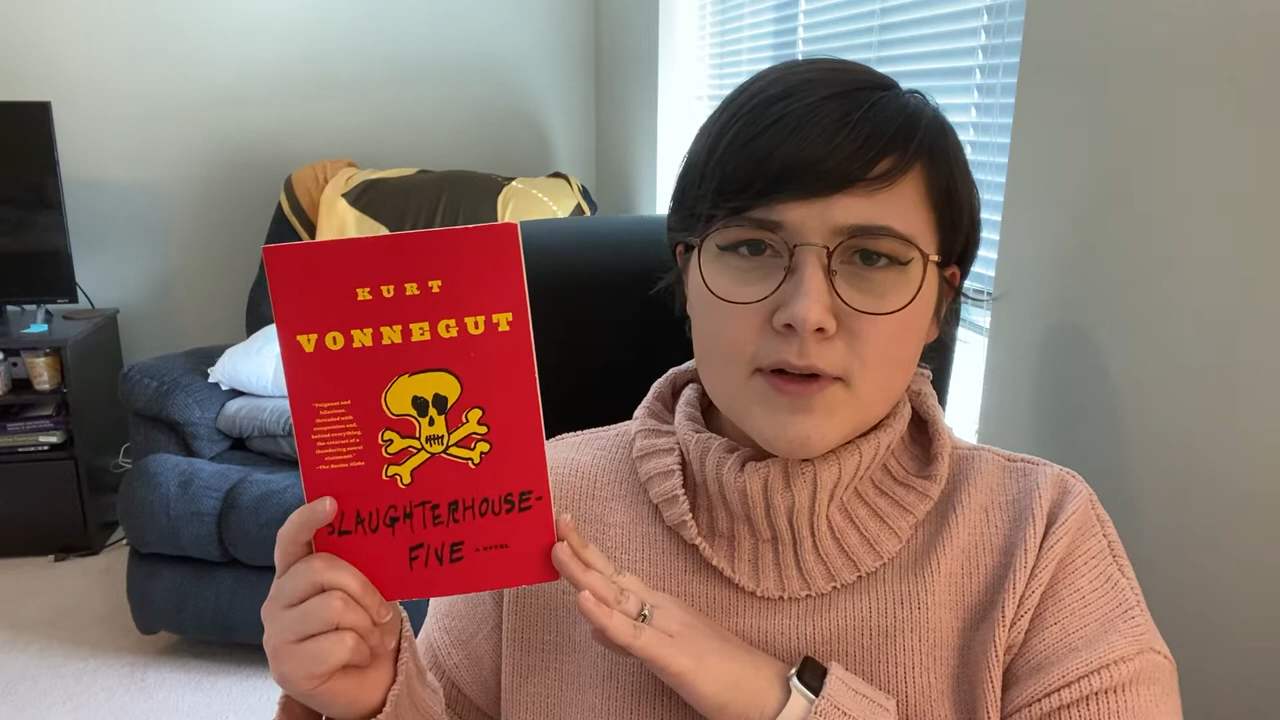 KURT
VONNEGUT
"Poignant and
hilarious,
threaded with
compassion and,
behind everything,
the cataract of a
thundering moral
statement."
—The Boston Globe
SLAUGHTERHOUSE-
FIVE A NOVEL